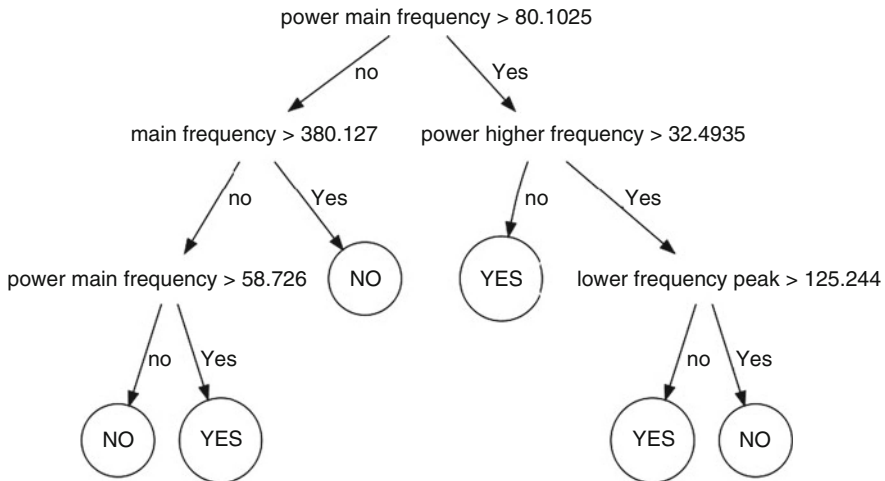 power main frequency > 80.1025
no
Yes
main frequency > 380.127
power higher frequency > 32.4935
no
Yes
no
Yes
power main frequency > 58.726
NO
YES
lower frequency peak > 125.244
no
Yes
no
Yes
NO
YES
YES
NO